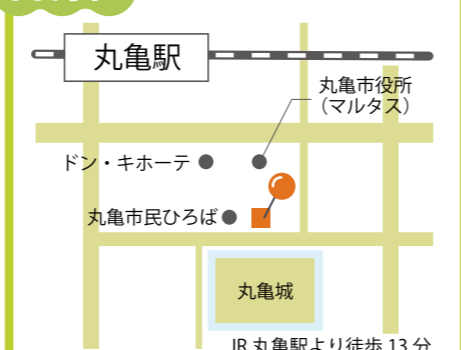 丸亀駅
丸亀市役所
（マルタス）
ドン・キホーテ
丸亀市民ひろば
丸亀城
JR 丸亀駅より徒歩 13 分